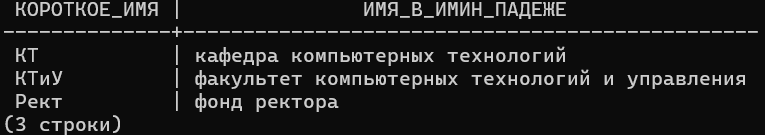 КОРОТКОЕ_ИМЯ | ИМЯ_В_ИМИН_ПАДЕЖЕ
--------------+------------------------------------------------
КТ | кафедра компьютерных технологий
КТиУ | факультет компьютерных технологий и управления
Рект | фонд ректора
(3 строки)